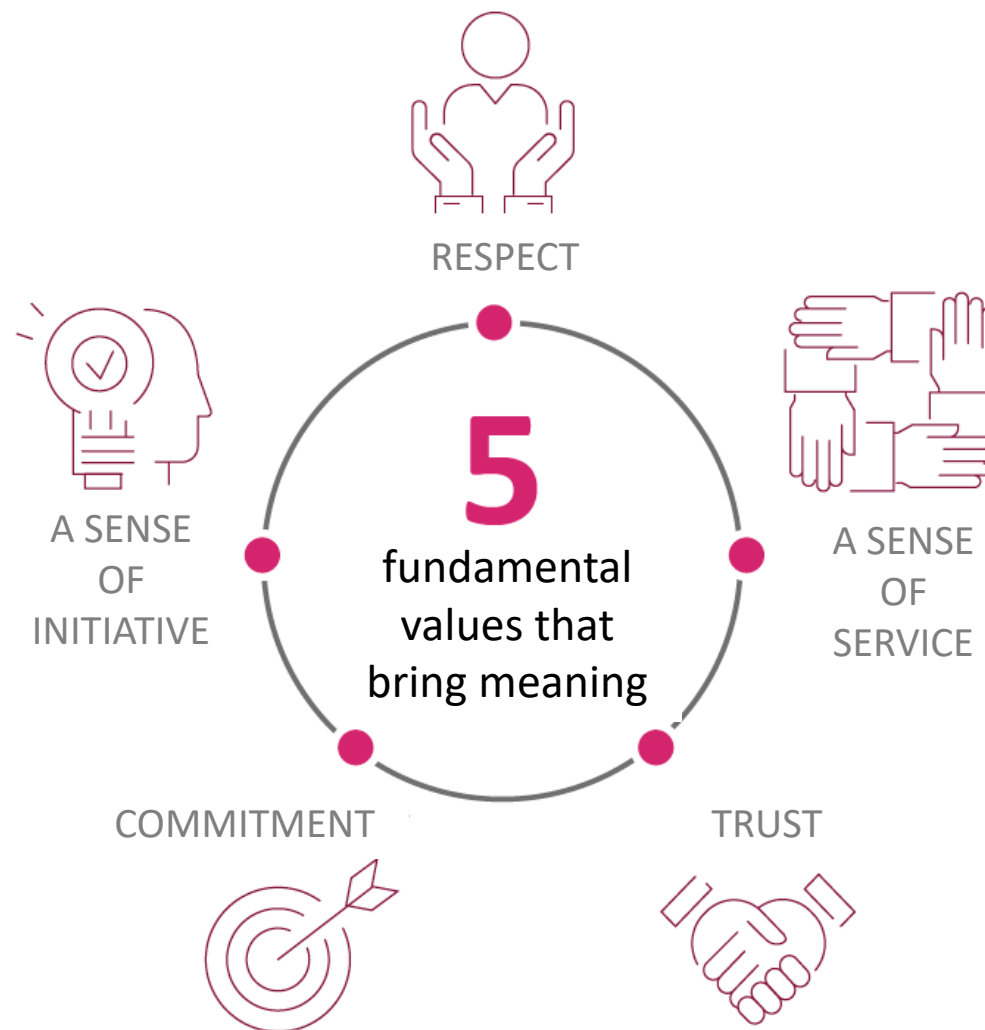 RESPECT
A SENSE
OF
INITIATIVE
5
fundamental
values that
bring meaning
A SENSE
OF
SERVICE
COMMITMENT
TRUST